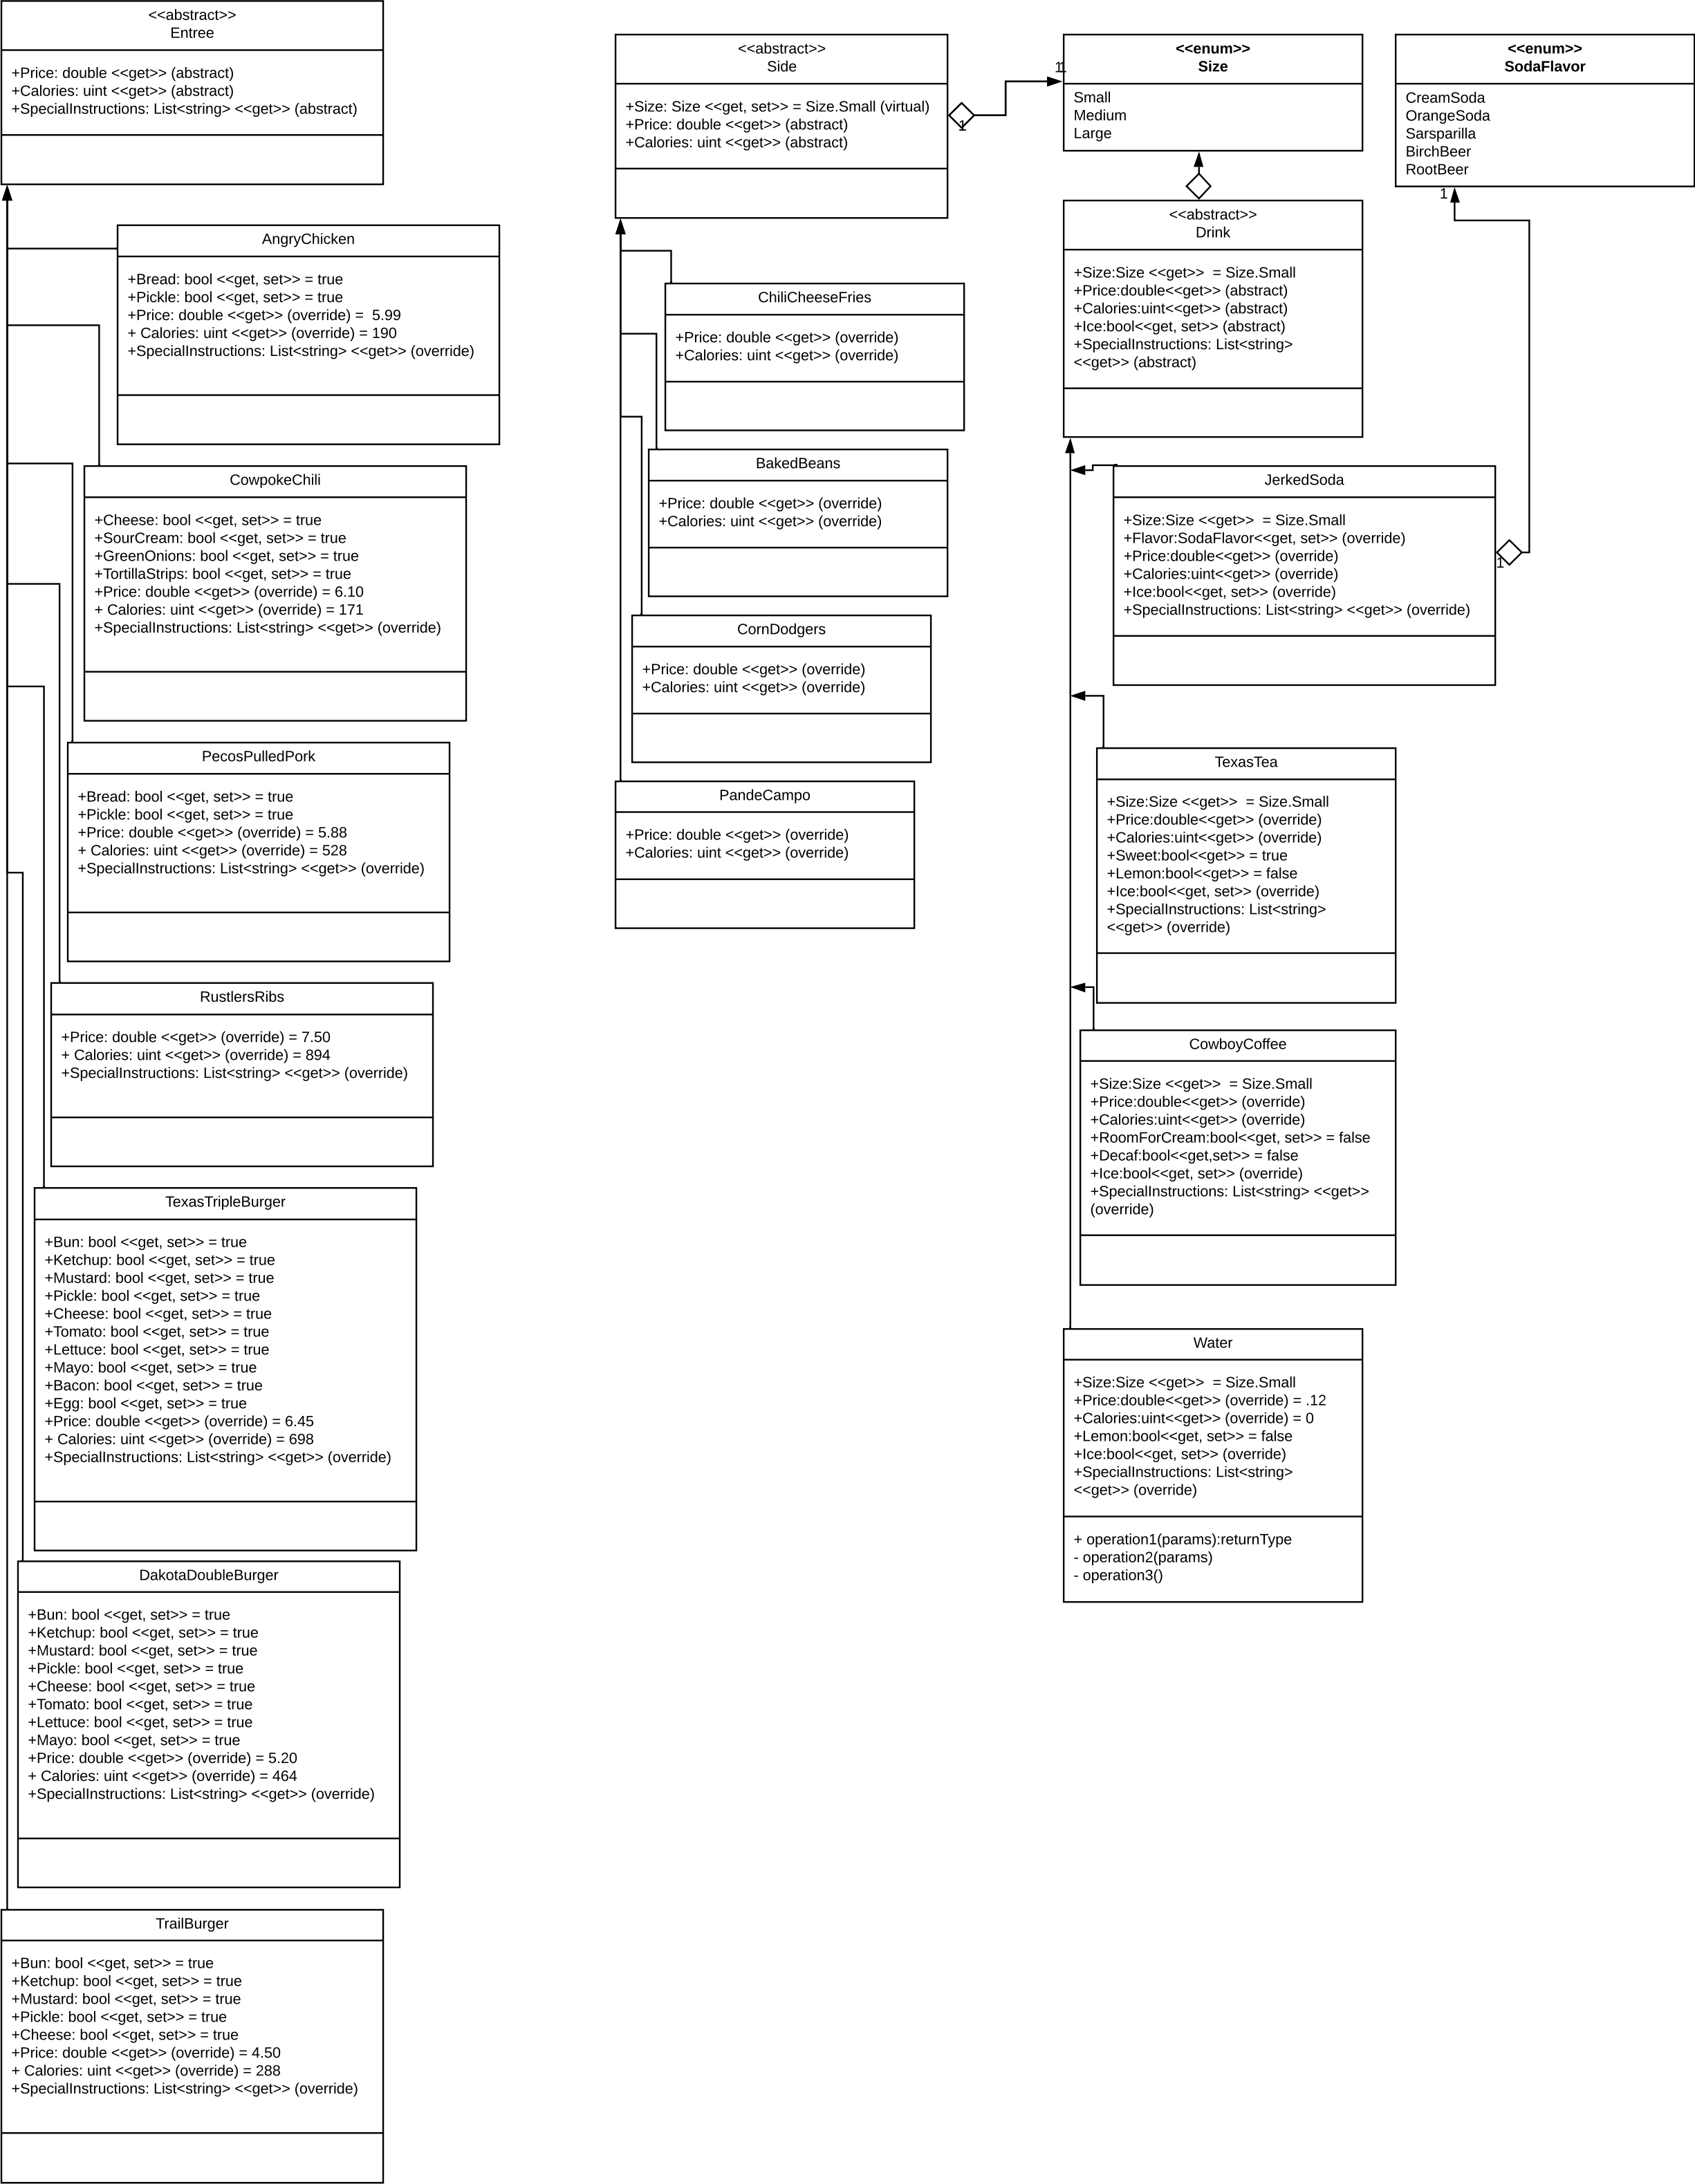 <<abstract>>
Entree
+Price: double <<get>> (abstract)
+Calories: uint <<get>> (abstract)
+SpecialInstructions: List<string> <<get>> (abstract)
AngryChicken
+Bread: bool <<get, set>> = true
+Pickle: bool <<get, set>> = true
+Price: double <<get>> (override) =  5.99
+ Calories: uint <<get>> (override) = 190
+SpecialInstructions: List<string> <<get>> (override)
CowpokeChili
+Cheese: bool <<get, set>> = true
+SourCream: bool <<get, set>> = true
+GreenOnions: bool <<get, set>> = true
+TortillaStrips: bool <<get, set>> = true
+Price: double <<get>> (override) = 6.10
+ Calories: uint <<get>> (override) = 171
+SpecialInstructions: List<string> <<get>> (override)
PecosPulledPork
+Bread: bool <<get, set>> = true
+Pickle: bool <<get, set>> = true
+Price: double <<get>> (override) = 5.88
+ Calories: uint <<get>> (override) = 528
+SpecialInstructions: List<string> <<get>> (override)
RustlersRibs
+Price: double <<get>> (override) = 7.50
+ Calories: uint <<get>> (override) = 894
+SpecialInstructions: List<string> <<get>> (override)
TexasTripleBurger
+Bun: bool <<get, set>> = true
+Ketchup: bool <<get, set>> = true
+Mustard: bool <<get, set>> = true
+Pickle: bool <<get, set>> = true
+Cheese: bool <<get, set>> = true
+Tomato: bool <<get, set>> = true
+Lettuce: bool <<get, set>> = true
+Mayo: bool <<get, set>> = true
+Bacon: bool <<get, set>> = true
+Egg: bool <<get, set>> = true
+Price: double <<get>> (override) = 6.45
+ Calories: uint <<get>> (override) = 698
+SpecialInstructions: List<string> <<get>> (override)
DakotaDoubleBurger
+Bun: bool <<get, set>> = true
+Ketchup: bool <<get, set>> = true
+Mustard: bool <<get, set>> = true
+Pickle: bool <<get, set>> = true
+Cheese: bool <<get, set>> = true
+Tomato: bool <<get, set>> = true
+Lettuce: bool <<get, set>> = true
+Mayo: bool <<get, set>> = true
+Price: double <<get>> (override) = 5.20
+ Calories: uint <<get>> (override) = 464
+SpecialInstructions: List<string> <<get>> (override)
TrailBurger
+Bun: bool <<get, set>> = true
+Ketchup: bool <<get, set>> = true
+Mustard: bool <<get, set>> = true
+Pickle: bool <<get, set>> = true
+Cheese: bool <<get, set>> = true
+Price: double <<get>> (override) = 4.50
+ Calories: uint <<get>> (override) = 288
+SpecialInstructions: List<string> <<get>> (override)
<<abstract>>
Side
+Size: Size <<get, set>> = Size.Small (virtual)
+Price: double <<get>> (abstract)
+Calories: uint <<get>> (abstract)
1
11
ChiliCheeseFries
+Price: double <<get>> (override)
+Calories: uint <<get>> (override)
BakedBeans
+Price: double <<get>> (override)
+Calories: uint <<get>> (override)
CornDodgers
+Price: double <<get>> (override)
+Calories: uint <<get>> (override)
PandeCampo
+Price: double <<get>> (override)
+Calories: uint <<get>> (override)
<<enum>>
Size
Small
Medium
Large
<<abstract>>
Drink
+Size:Size <<get>>  = Size.Small
+Price:double<<get>> (abstract)
+Calories:uint<<get>> (abstract)
+Ice:bool<<get, set>> (abstract)
+SpecialInstructions: List<string>
<<get>> (abstract)
JerkedSoda
+Size:Size <<get>>  = Size.Small
+Flavor:SodaFlavor<<get, set>> (override)
+Price:double<<get>> (override)
+Calories:uint<<get>> (override)
+Ice:bool<<get, set>> (override)
+SpecialInstructions: List<string> <<get>> (override)
1
TexasTea
+Size:Size <<get>>  = Size.Small
+Price:double<<get>> (override)
+Calories:uint<<get>> (override)
+Sweet:bool<<get>> = true
+Lemon:bool<<get>> = false
+Ice:bool<<get, set>> (override)
+SpecialInstructions: List<string>
<<get>> (override)
CowboyCoffee
+Size:Size <<get>>  = Size.Small
+Price:double<<get>> (override)
+Calories:uint<<get>> (override)
+RoomForCream:bool<<get, set>> = false
+Decaf:bool<<get,set>> = false
+Ice:bool<<get, set>> (override)
+SpecialInstructions: List<string> <<get>>
(override)
Water
+Size:Size <<get>>  = Size.Small
+Price:double<<get>> (override) = .12
+Calories:uint<<get>> (override) = 0
+Lemon:bool<<get, set>> = false
+Ice:bool<<get, set>> (override)
+SpecialInstructions: List<string>
<<get>> (override)
+ operation1(params):returnType
- operation2(params)
- operation3()
<<enum>>
SodaFlavor
CreamSoda
OrangeSoda
Sarsparilla
BirchBeer
RootBeer
1